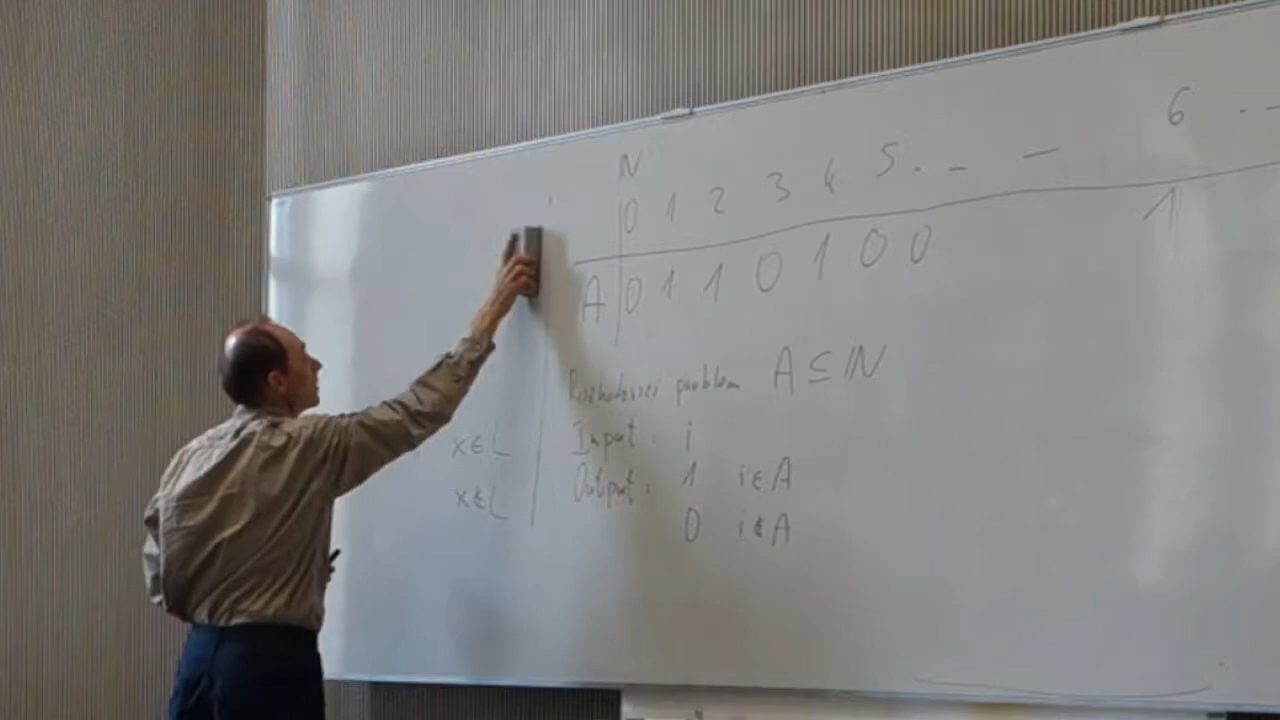 N
0 1 2 3 4 5 . . _ — 6 . . -
A 0 1 1 0 1 0 0 1
problem A ⊆ ℕ
Input : i
Output : 1 i ∈ A
0 i ∉ A
x ∈ L
x ∉ L